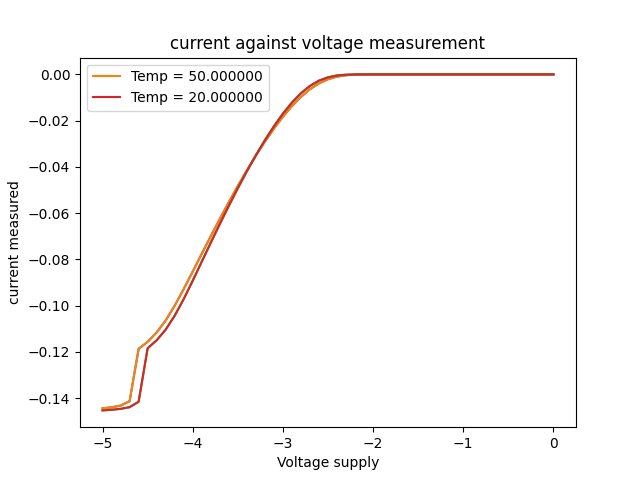 current against voltage measurement
Temp = 50.000000
Temp = 20.000000
0.00
−0.02
−0.04
−0.06
−0.08
−0.10
−0.12
−0.14
current measured
−5 −4 −3 −2 −1 0
Voltage supply